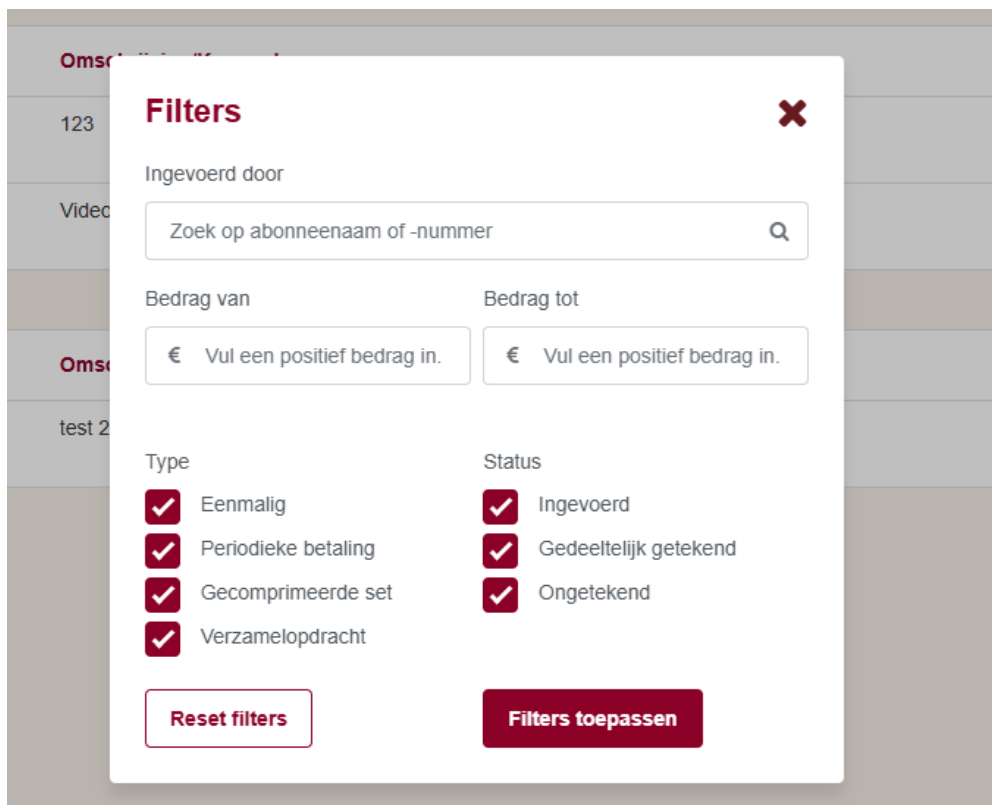 123
Video
test 2
Filters
Ingevoerd door
Zoek op abonneenaam of -nummer
Bedrag van
Bedrag tot
€ Vul een positief bedrag in.
€ Vul een positief bedrag in.
Type
Status
Eenmalig
Ingevoerd
Periodieke betaling
Gedeeltelijk getekend
Gecomprimeerde set
Ongetekend
Verzamelopdracht
Reset filters
Filters toepassen